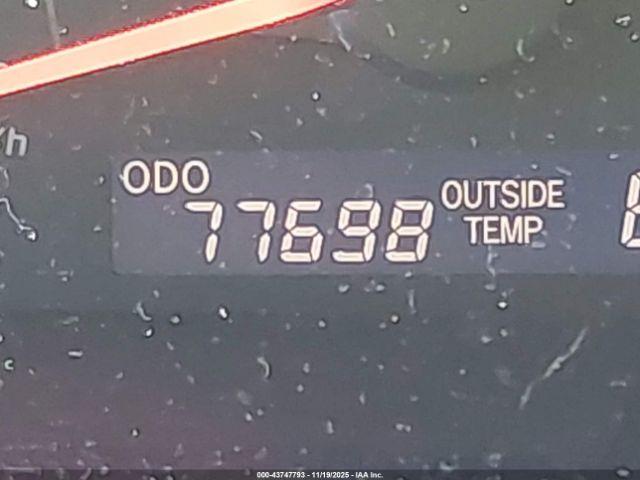 /h
ODO
77698
OUTSIDE
TEMP
000-43747793 - 11/19/2025 - IAA Inc.